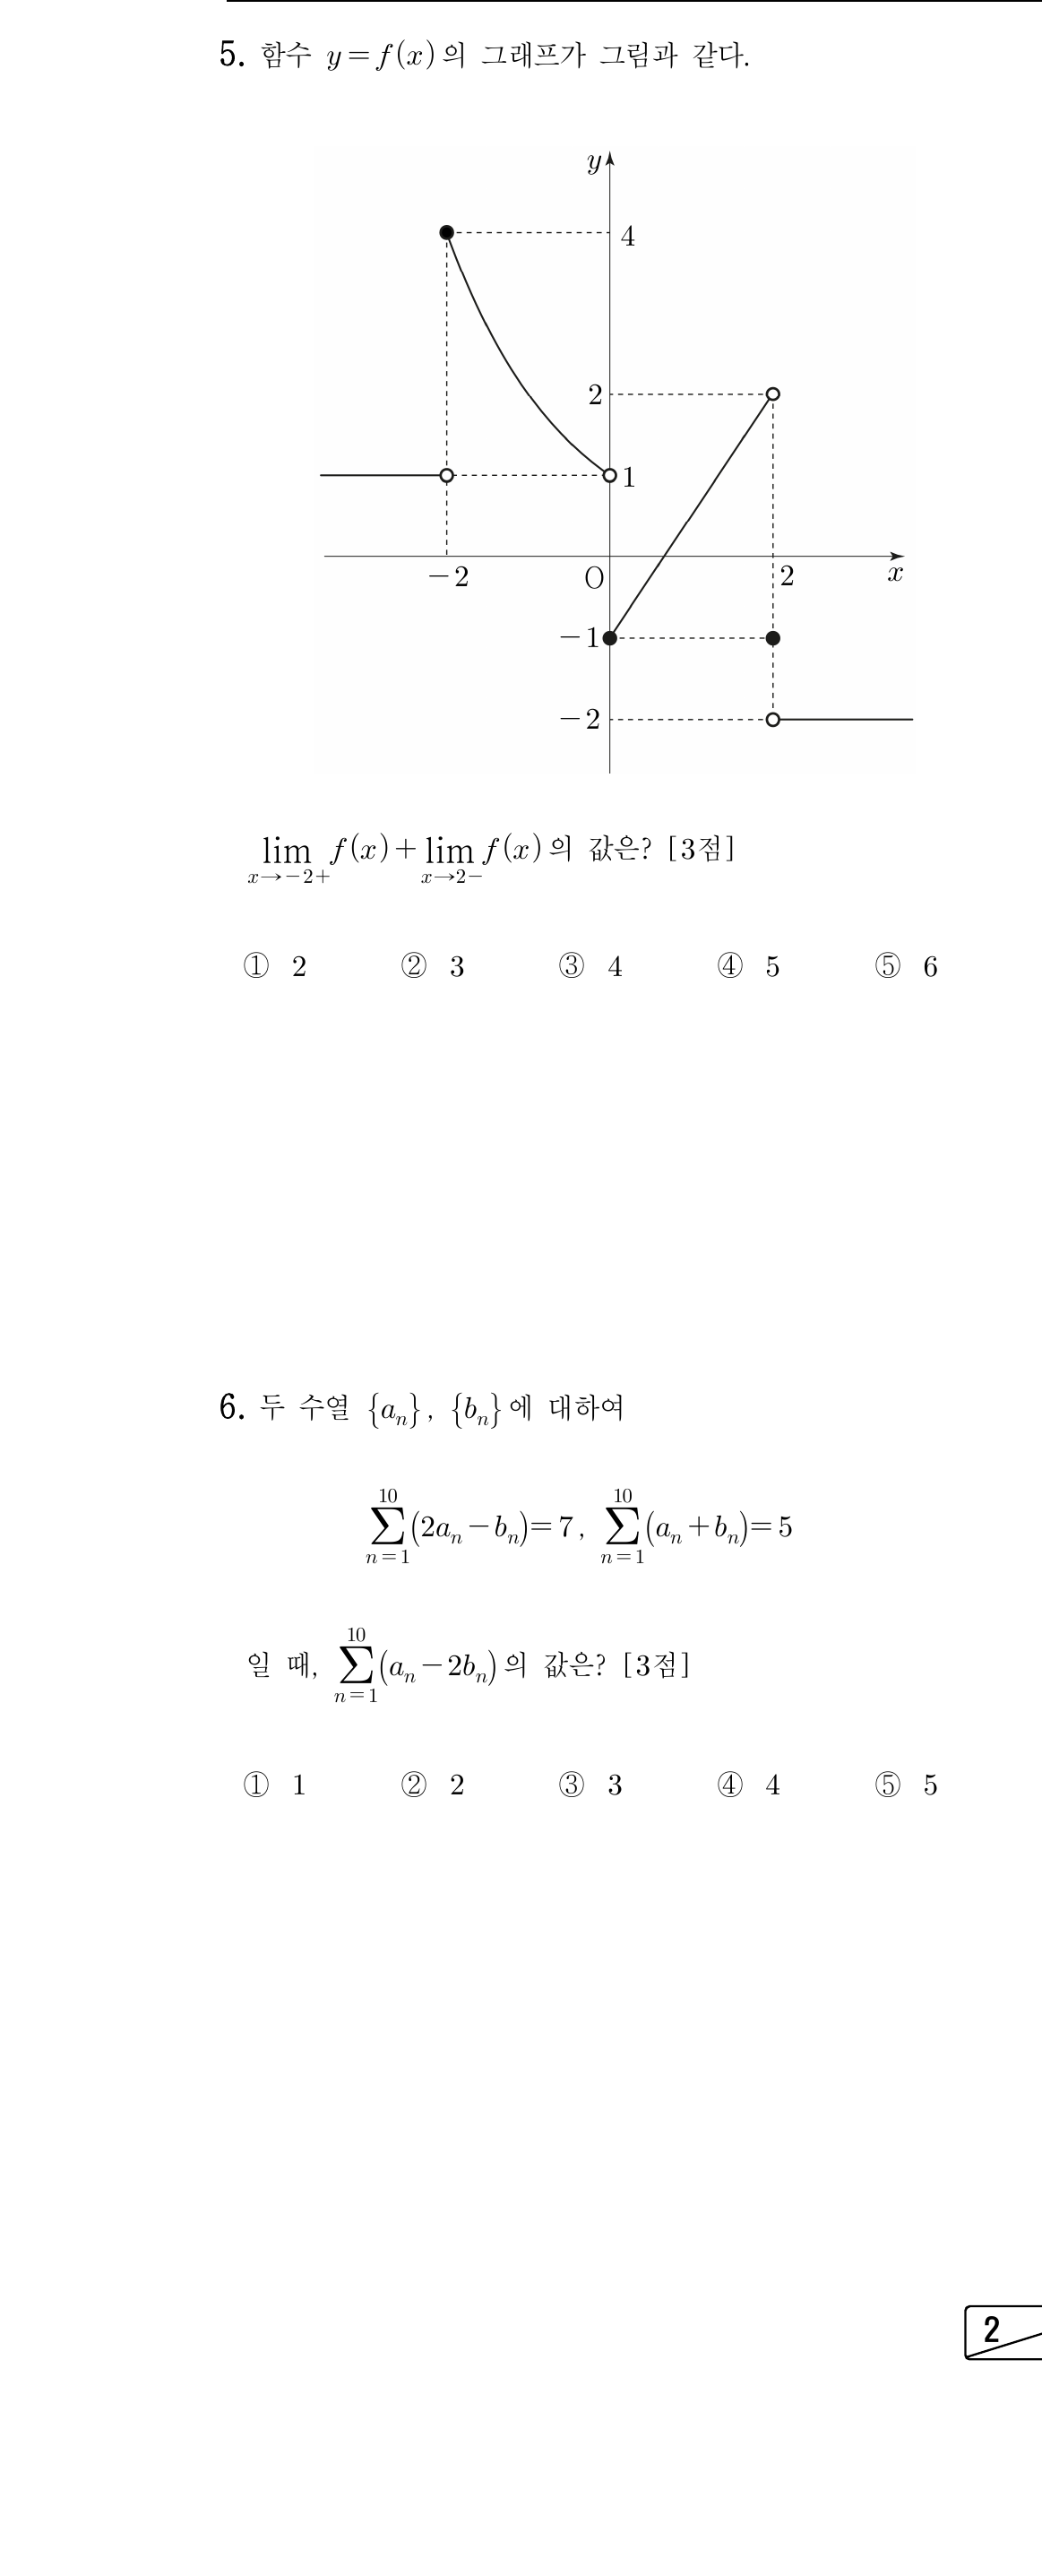 5. 함수 y=f(x)의 그래프가 그림과 같다.
y
4
2
1
-2
O
2
x
-1
-2
lim_{x→-2+} f(x)+lim_{x→2-} f(x)의 값은? [3점]
① 2 ② 3 ③ 4 ④ 5 ⑤ 6
6. 두 수열 {a_n}, {b_n}에 대하여
\sum_{n=1}^{10}(2a_n-b_n)=7, \sum_{n=1}^{10}(a_n+b_n)=5
일 때, \sum_{n=1}^{10}(a_n-2b_n)의 값은? [3점]
① 1 ② 2 ③ 3 ④ 4 ⑤ 5
2